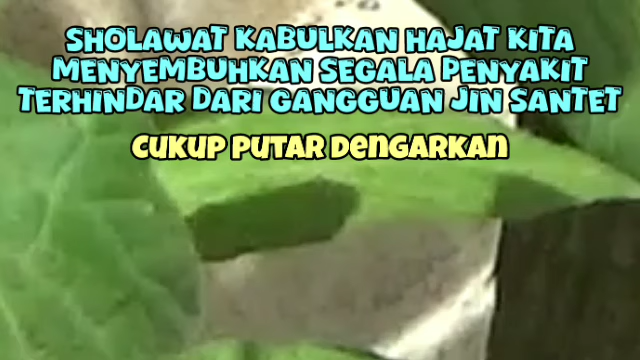 SHOLAWAT KABULKAN HAJAT KITA
MENYEMBUHKAN SEGALA PENYAKIT
TERHINDAR DARI GANGGUAN JIN SANTET
CUKUP PUTAR DENGARKAN